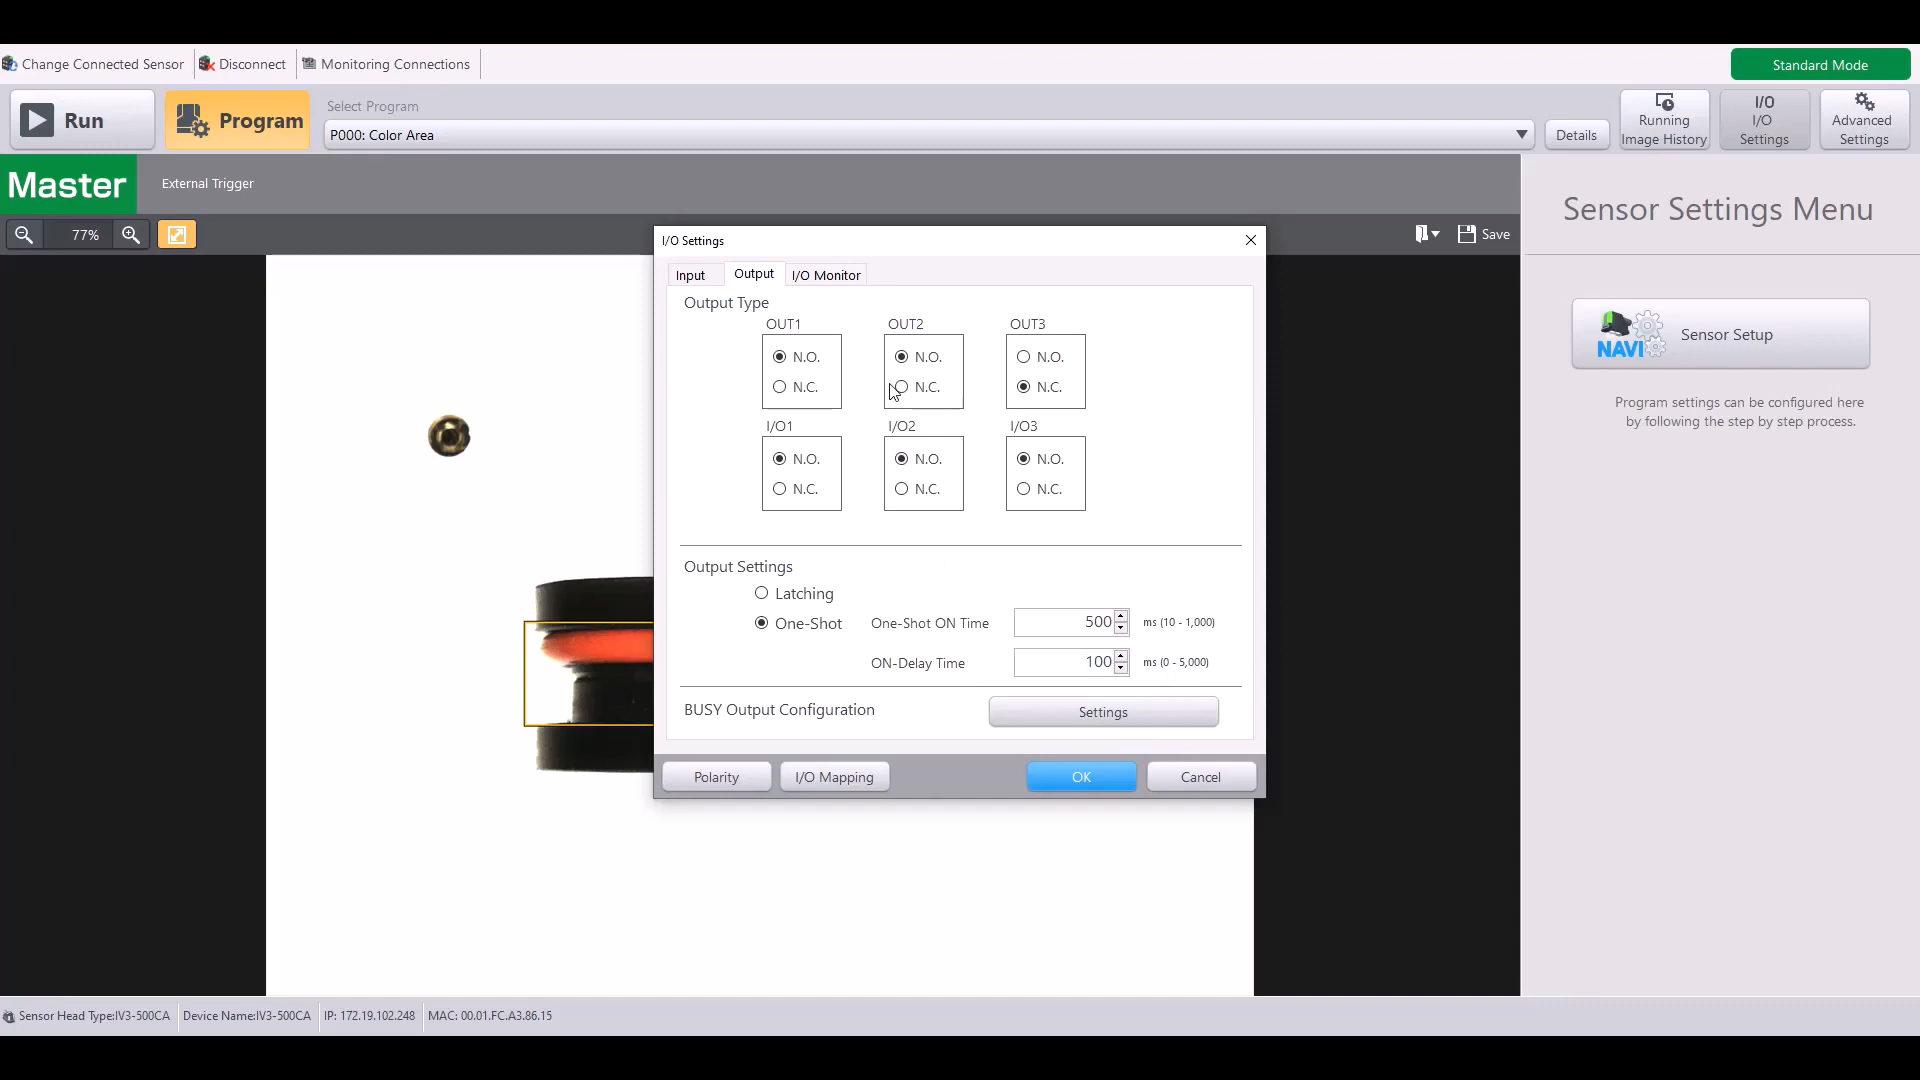 Change Connected Sensor
Disconnect
Monitoring Connections
Standard Mode
Run
Program
Select Program
P000: Color Area
Details
Running
Image History
I/O
I/O
Settings
Advanced
Settings
Master
External Trigger
77%
Save
Sensor Settings Menu
NAVI
Sensor Setup
Program settings can be configured here
by following the step by step process.
I/O Settings
Input
Output
I/O Monitor
Output Type
OUT1
OUT2
OUT3
N.O.
N.O.
N.O.
N.C.
N.C.
N.C.
I/O1
I/O2
I/O3
N.O.
N.O.
N.O.
N.C.
N.C.
N.C.
Output Settings
Latching
One-Shot
One-Shot ON Time
500
ms (10 - 1,000)
ON-Delay Time
100
ms (0 - 5,000)
BUSY Output Configuration
Settings
Polarity
I/O Mapping
OK
Cancel
Sensor Head Type:IV3-500CA
Device Name:IV3-500CA
IP: 172.19.102.248
MAC: 00.01.FC.A3.86.15